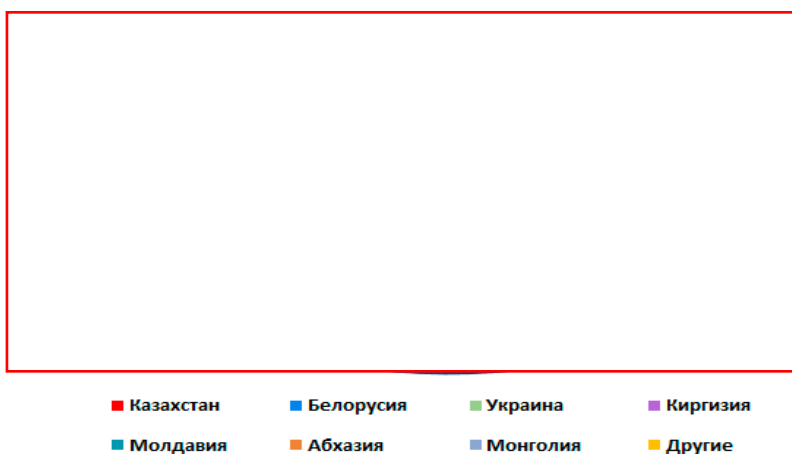 Казахстан Белорусия Украина Киргизия
Молдавия Абхазия Монголия Другие